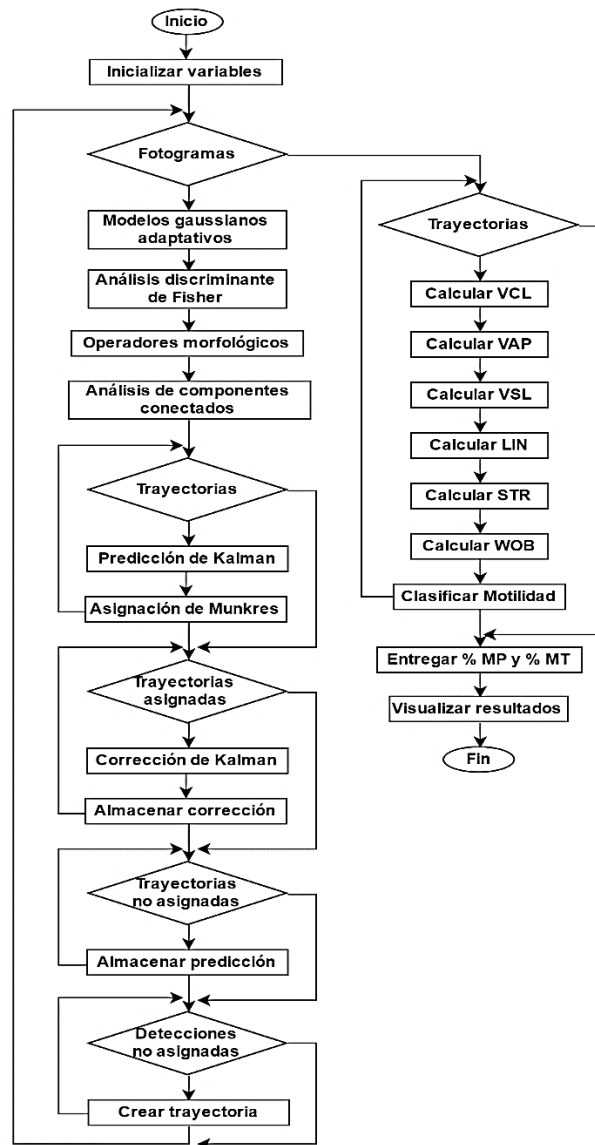 Inicio
Inicializar variables
Fotogramas
Modelos gaussianos
adaptativos
Análisis discriminante
de Fisher
Operadores morfológicos
Análisis de componentes
conectados
Trayectorias
Predicción de Kalman
Asignación de Munkres
Trayectorias
asignadas
Corrección de Kalman
Almacenar corrección
Trayectorias
no asignadas
Almacenar predicción
Detecciones
no asignadas
Crear trayectoria
Trayectorias
Calcular VCL
Calcular VAP
Calcular VSL
Calcular LIN
Calcular STR
Calcular WOB
Clasificar Motilidad
Entregar % MP y % MT
Visualizar resultados
Fin